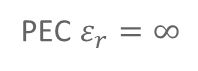 PEC 𝜀ᵣ = ∞